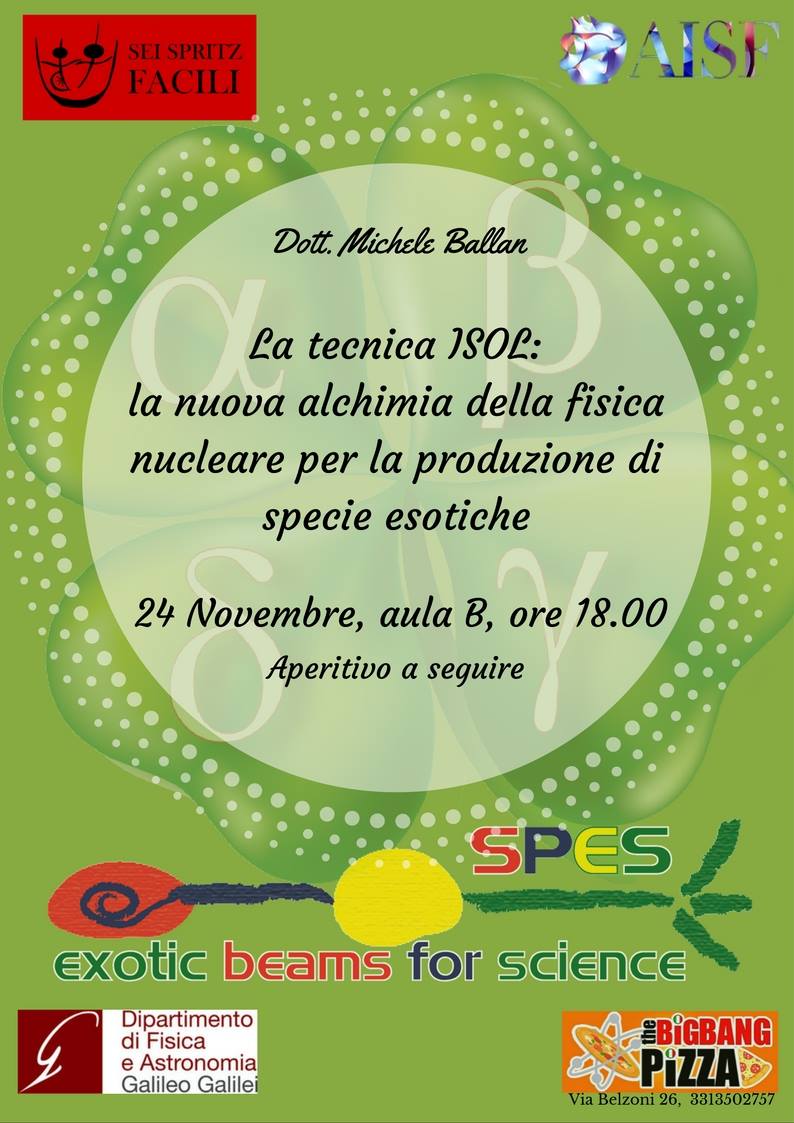 SEI SPRITZ
FACILI
AISF
Dott. Michele Ballan
α
β
La tecnica ISOL:
la nuova alchimia della fisica
nucleare per la produzione di
specie esotiche
δ
γ
24 Novembre, aula B, ore 18.00
Aperitivo a seguire
SPES
exotic beams for science
Dipartimento
di Fisica
e Astronomia
Galileo Galilei
the BiGBANG
PiZZA
Via Belzoni 26, 3313502757